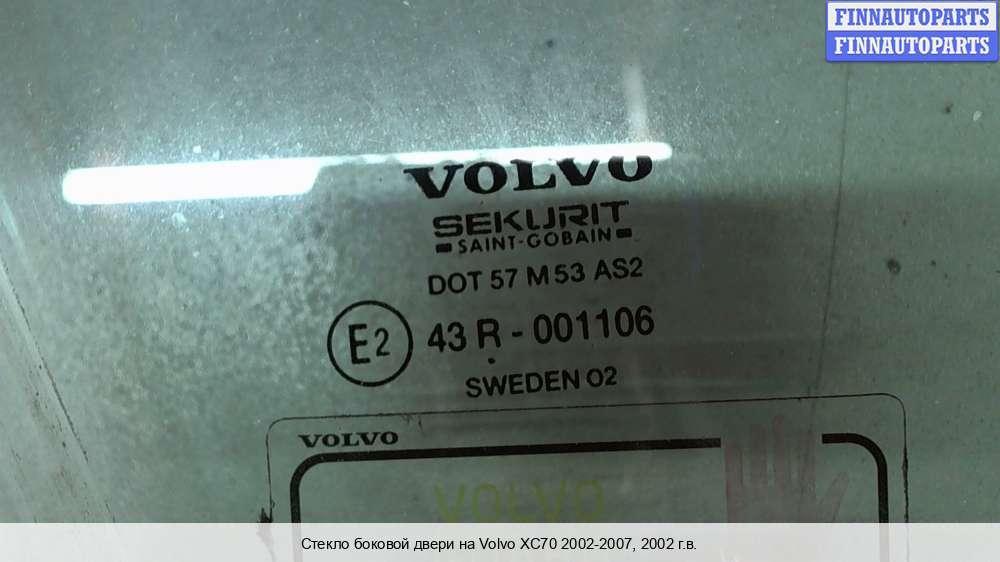 FINNAUTOPARTS
FINNAUTOPARTS
VOLVO
SEKURIT
SAINT-GOBAIN
DOT 57 M53 AS2
E2 43 R - 001106
SWEDEN 02
VOLVO
VOLVO
Стекло боковой двери на Volvo XC70 2002-2007, 2002 г.в.